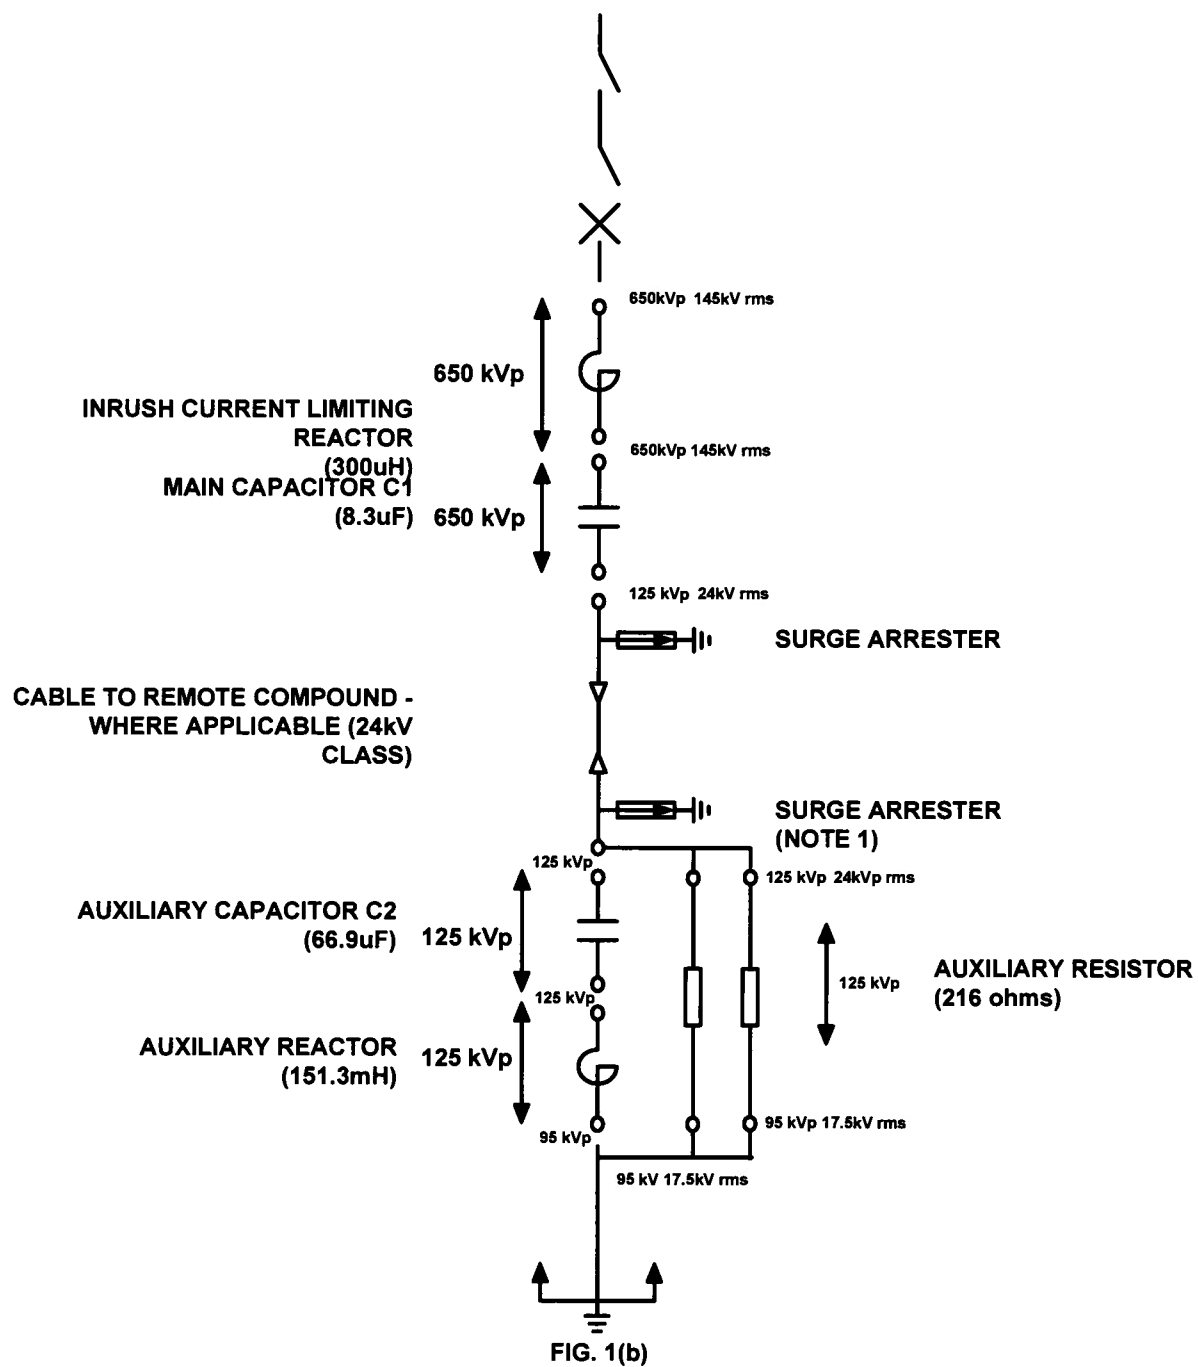 650kVp 145kV rms
650 kVp
INRUSH CURRENT LIMITING
REACTOR
(300uH)
650kVp 145kV rms
MAIN CAPACITOR C1
(8.3uF)
650 kVp
125 kVp 24kV rms
SURGE ARRESTER
CABLE TO REMOTE COMPOUND -
WHERE APPLICABLE (24kV
CLASS)
SURGE ARRESTER
(NOTE 1)
125 kVp
125 kVp 24kVp rms
AUXILIARY CAPACITOR C2
(66.9uF)
125 kVp
125 kVp
AUXILIARY RESISTOR
(216 ohms)
125 kVp
AUXILIARY REACTOR
(151.3mH)
125 kVp
95 kVp
95 kVp 17.5kV rms
95 kV 17.5kV rms
FIG. 1(b)